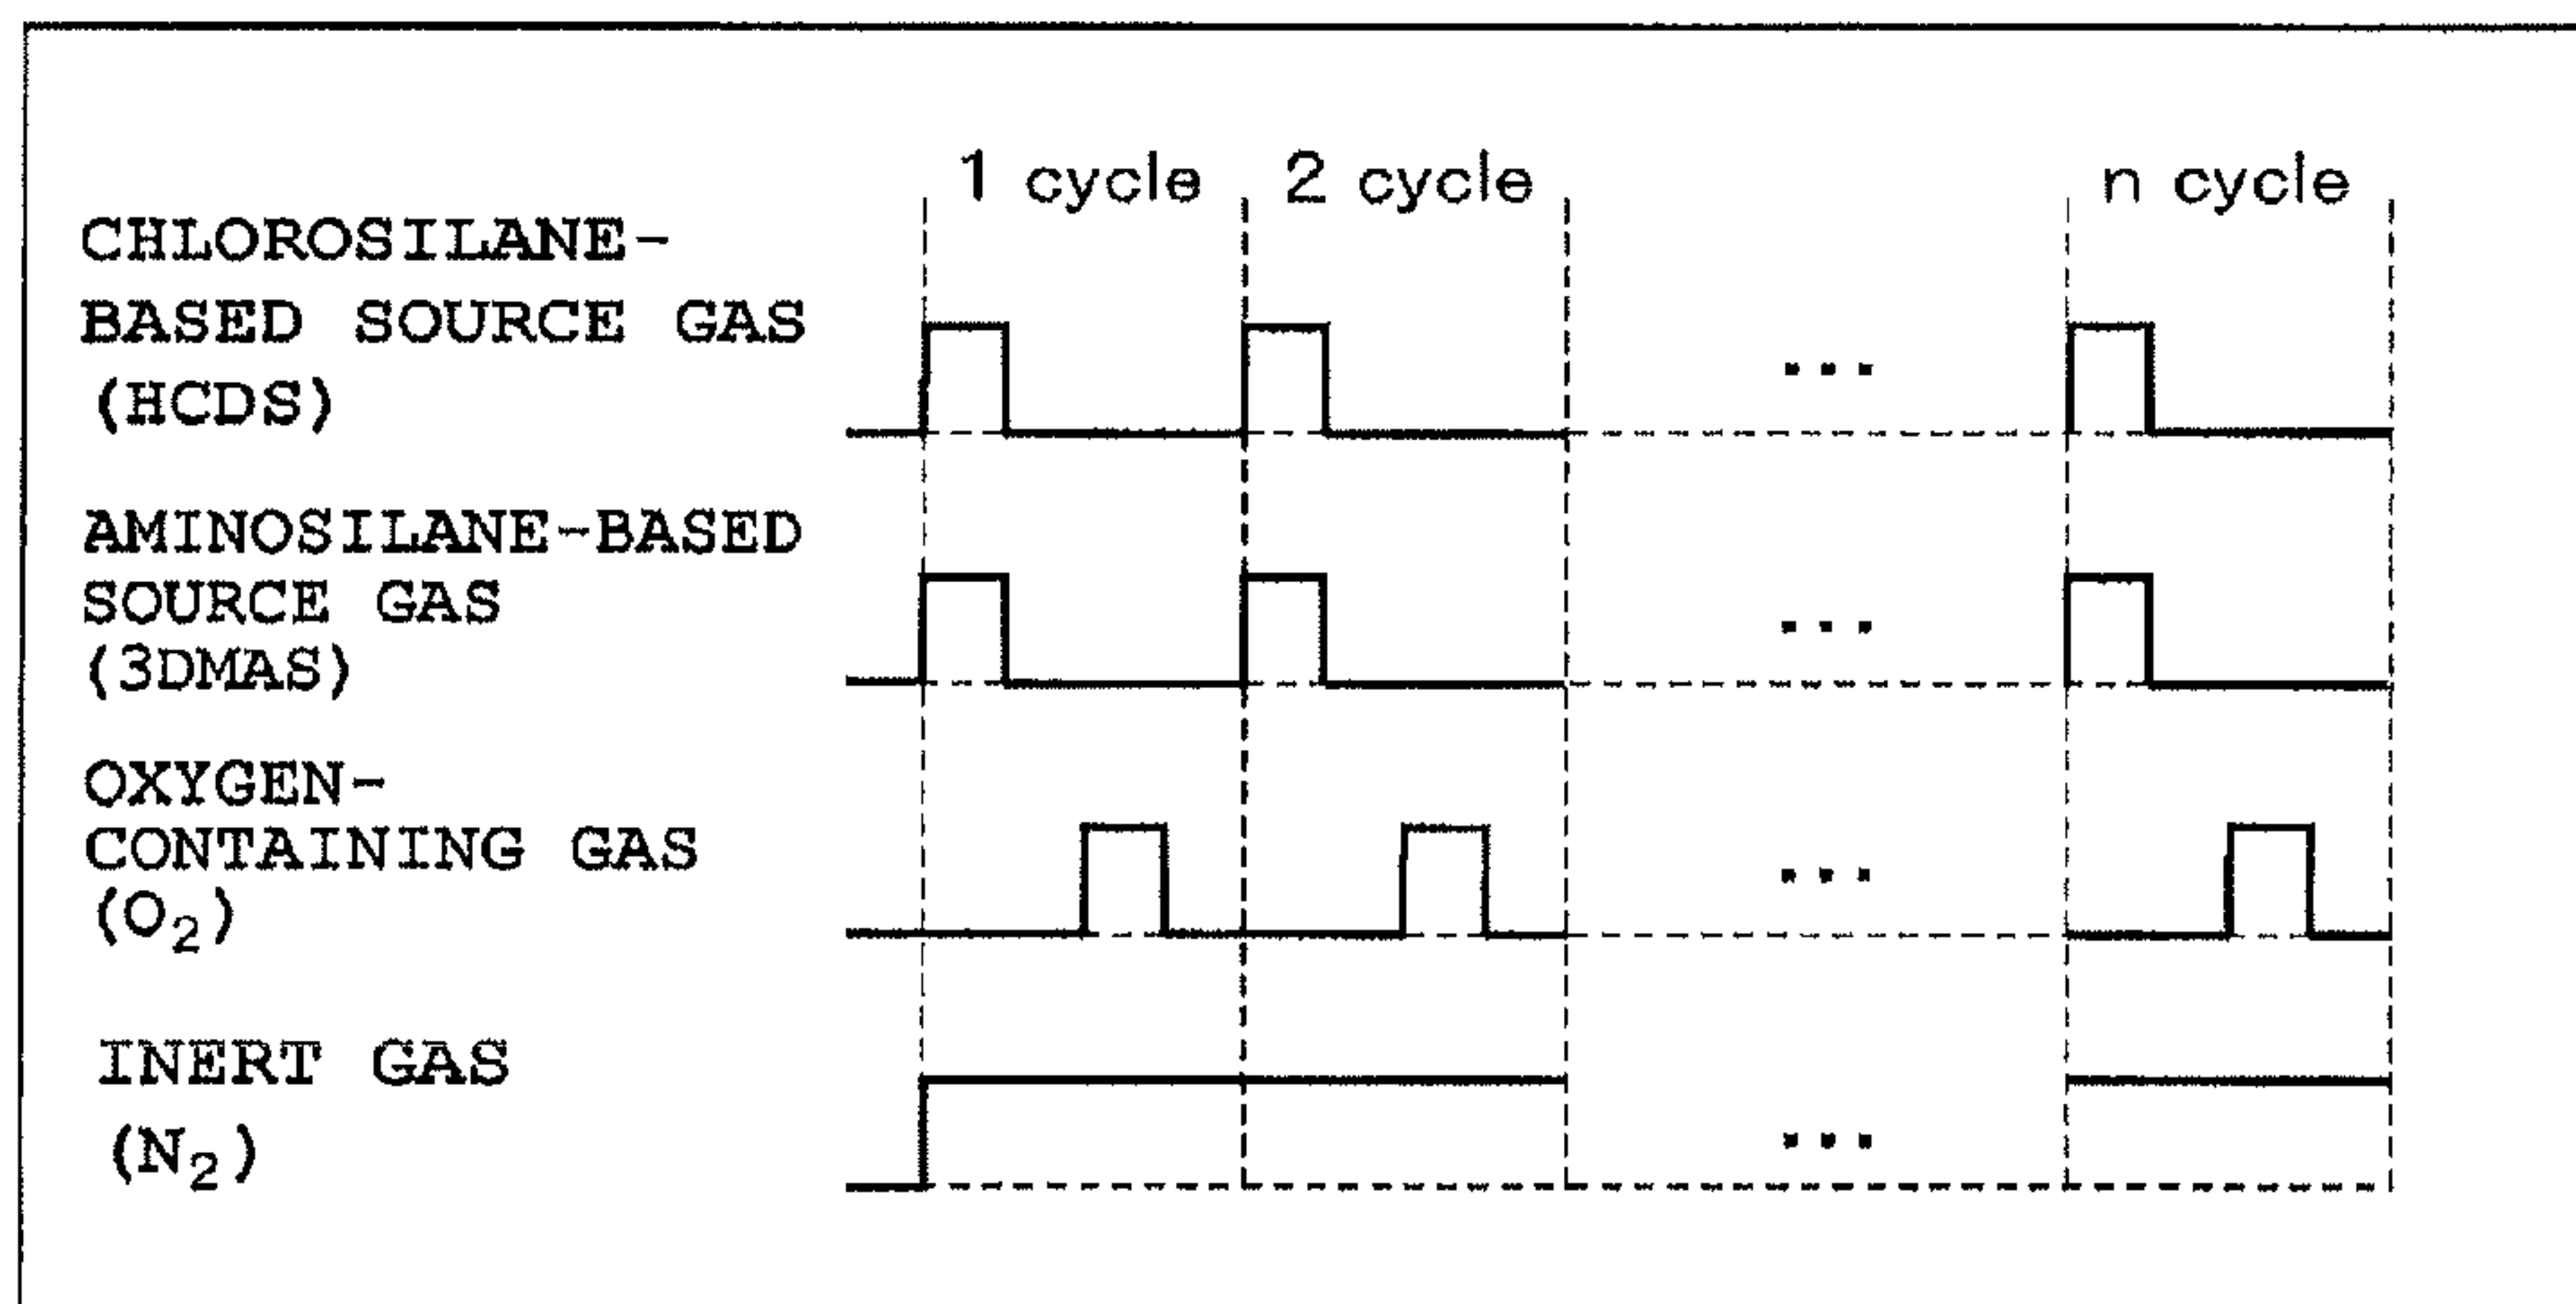 1 cycle 2 cycle n cycle
CHLOROSILANE-
BASED SOURCE GAS
(HCDS)
...
AMINOSILANE-BASED
SOURCE GAS
(3DMAS)
...
OXYGEN-
CONTAINING GAS
(O₂)
...
INERT GAS
(N₂)
...